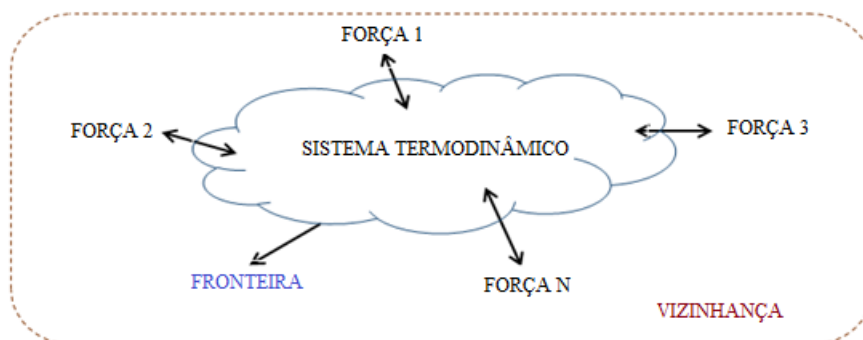 FORÇA 1
FORÇA 2
FORÇA 3
SISTEMA TERMODINÂMICO
FRONTEIRA
FORÇA N
VIZINHANÇA